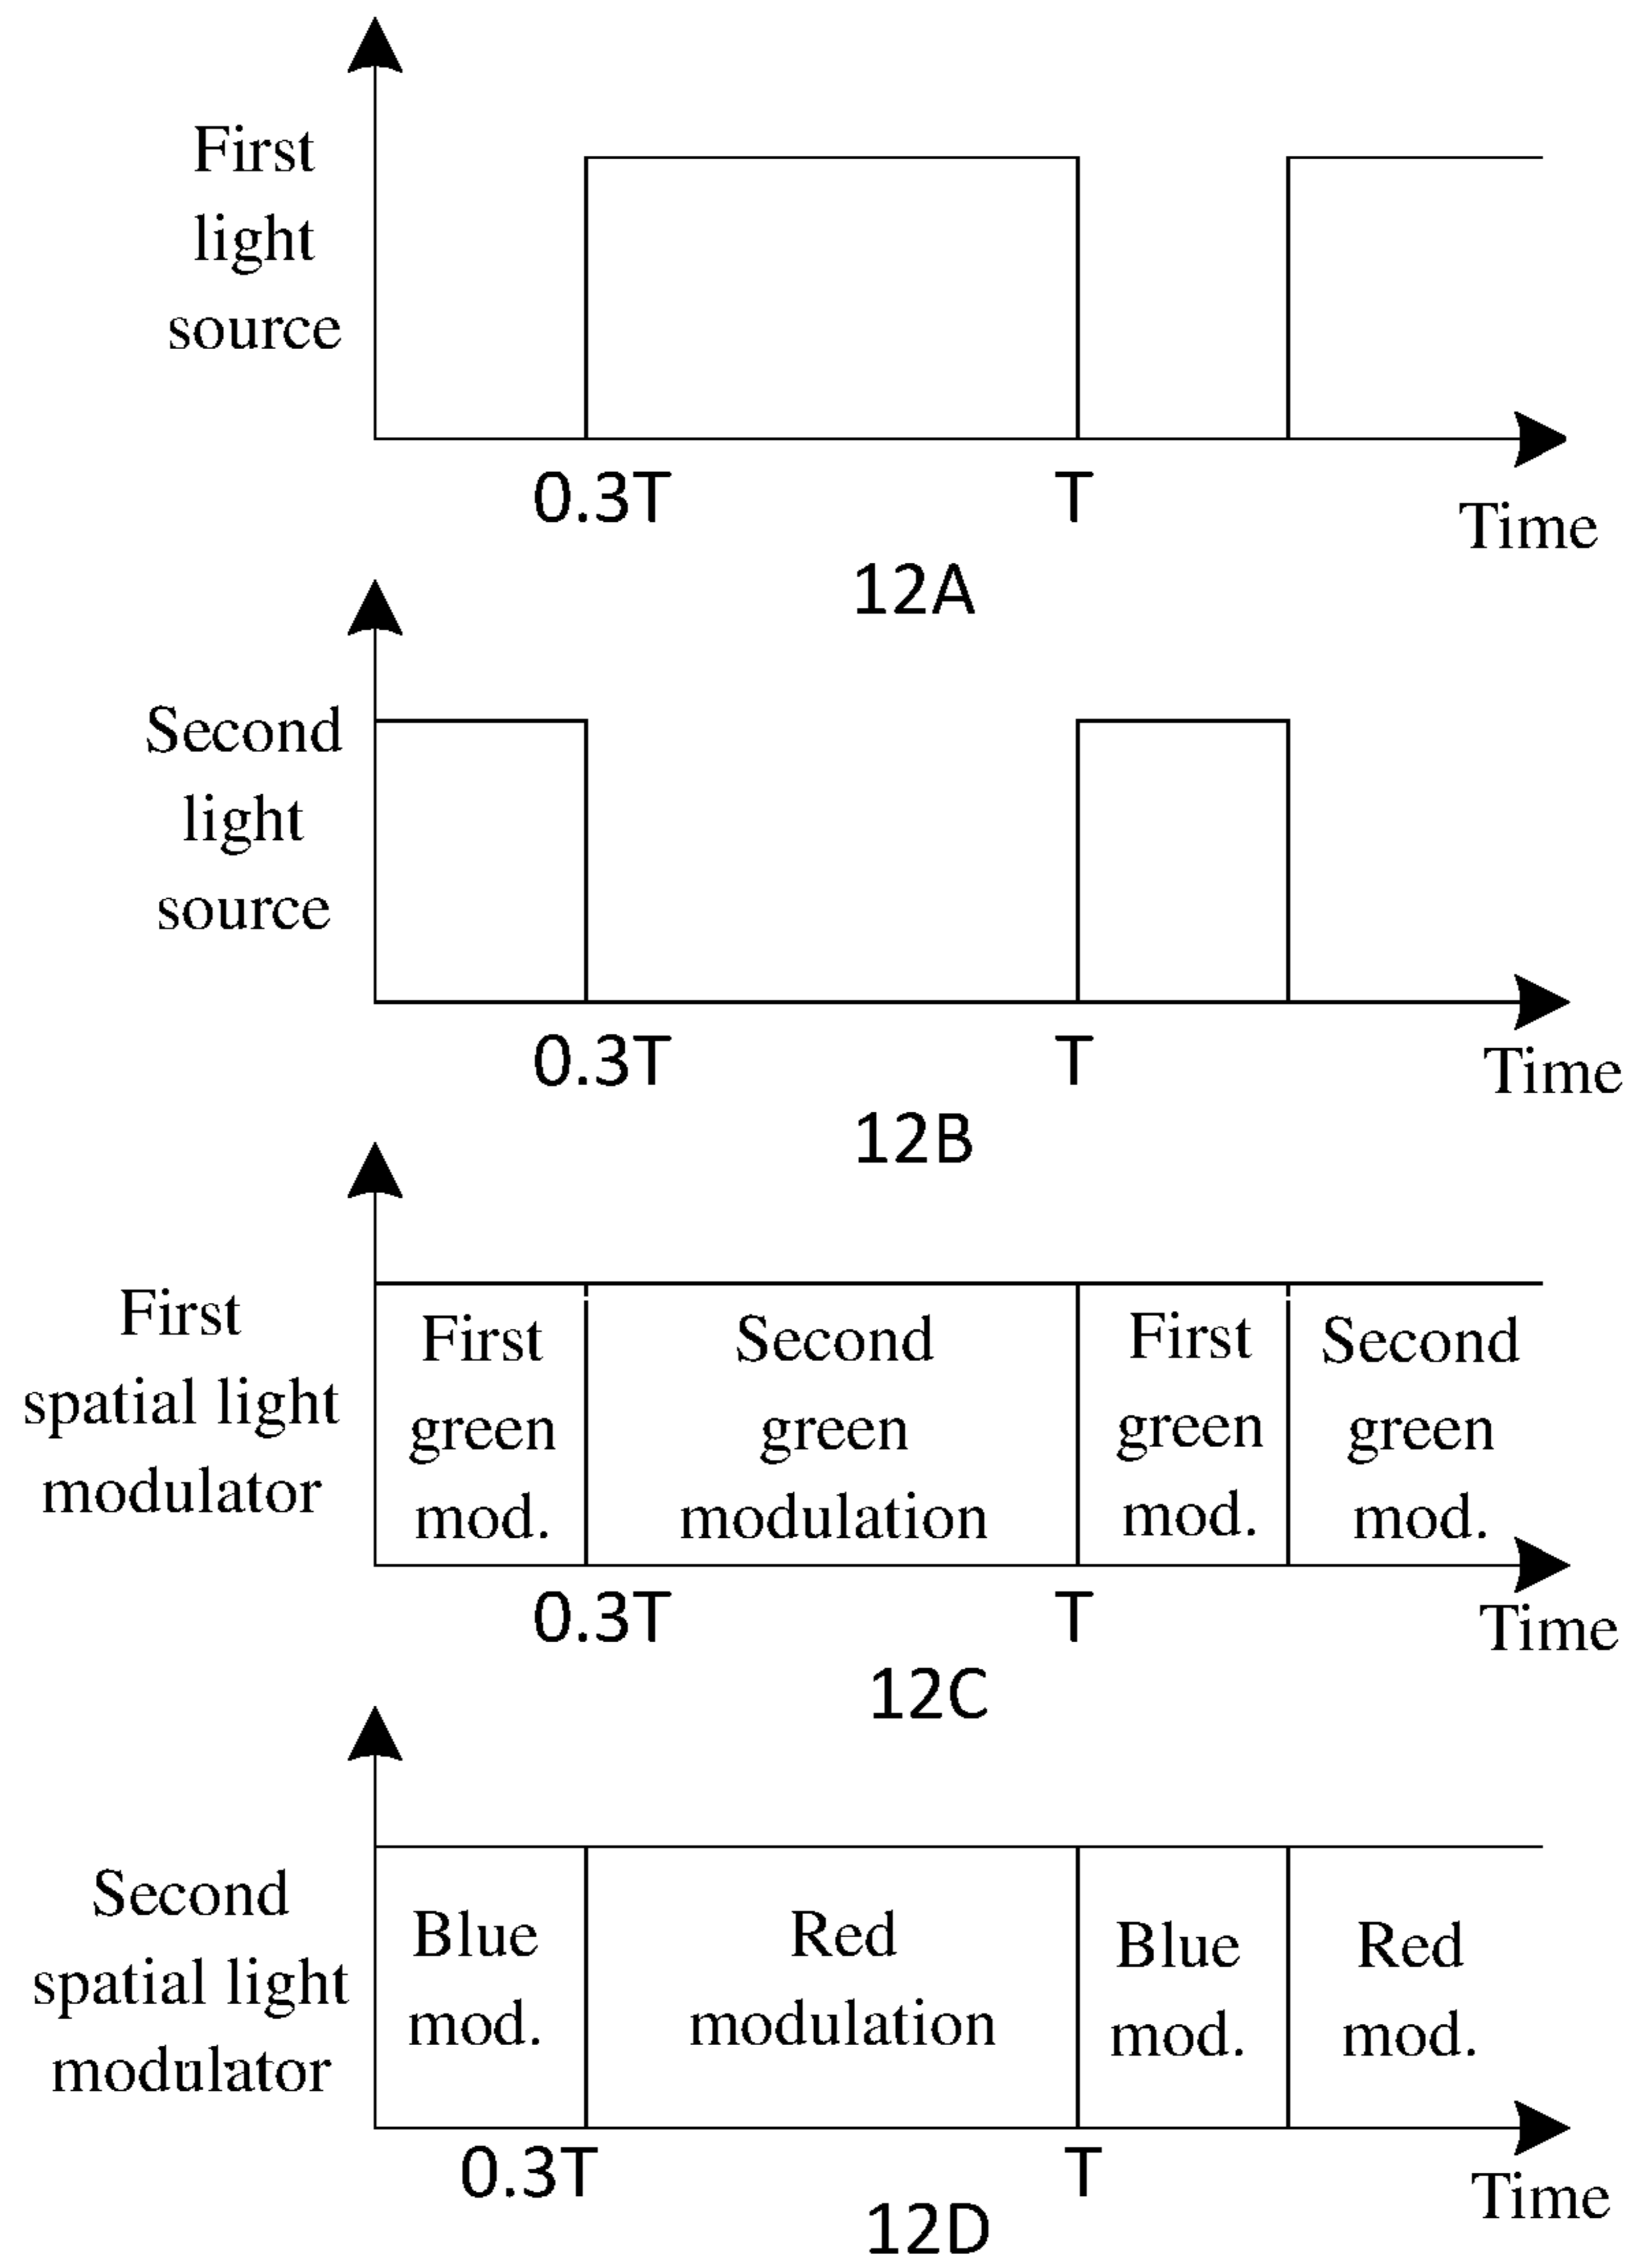 First
light
source
0.3T T
Time
12A
Second
light
source
0.3T T
Time
12B
First
spatial light
modulator
First
green
mod.
Second
green
modulation
First
green
mod.
Second
green
mod.
0.3T T
Time
12C
Second
spatial light
modulator
Blue
mod.
Red
modulation
Blue
mod.
Red
mod.
0.3T T
Time
12D